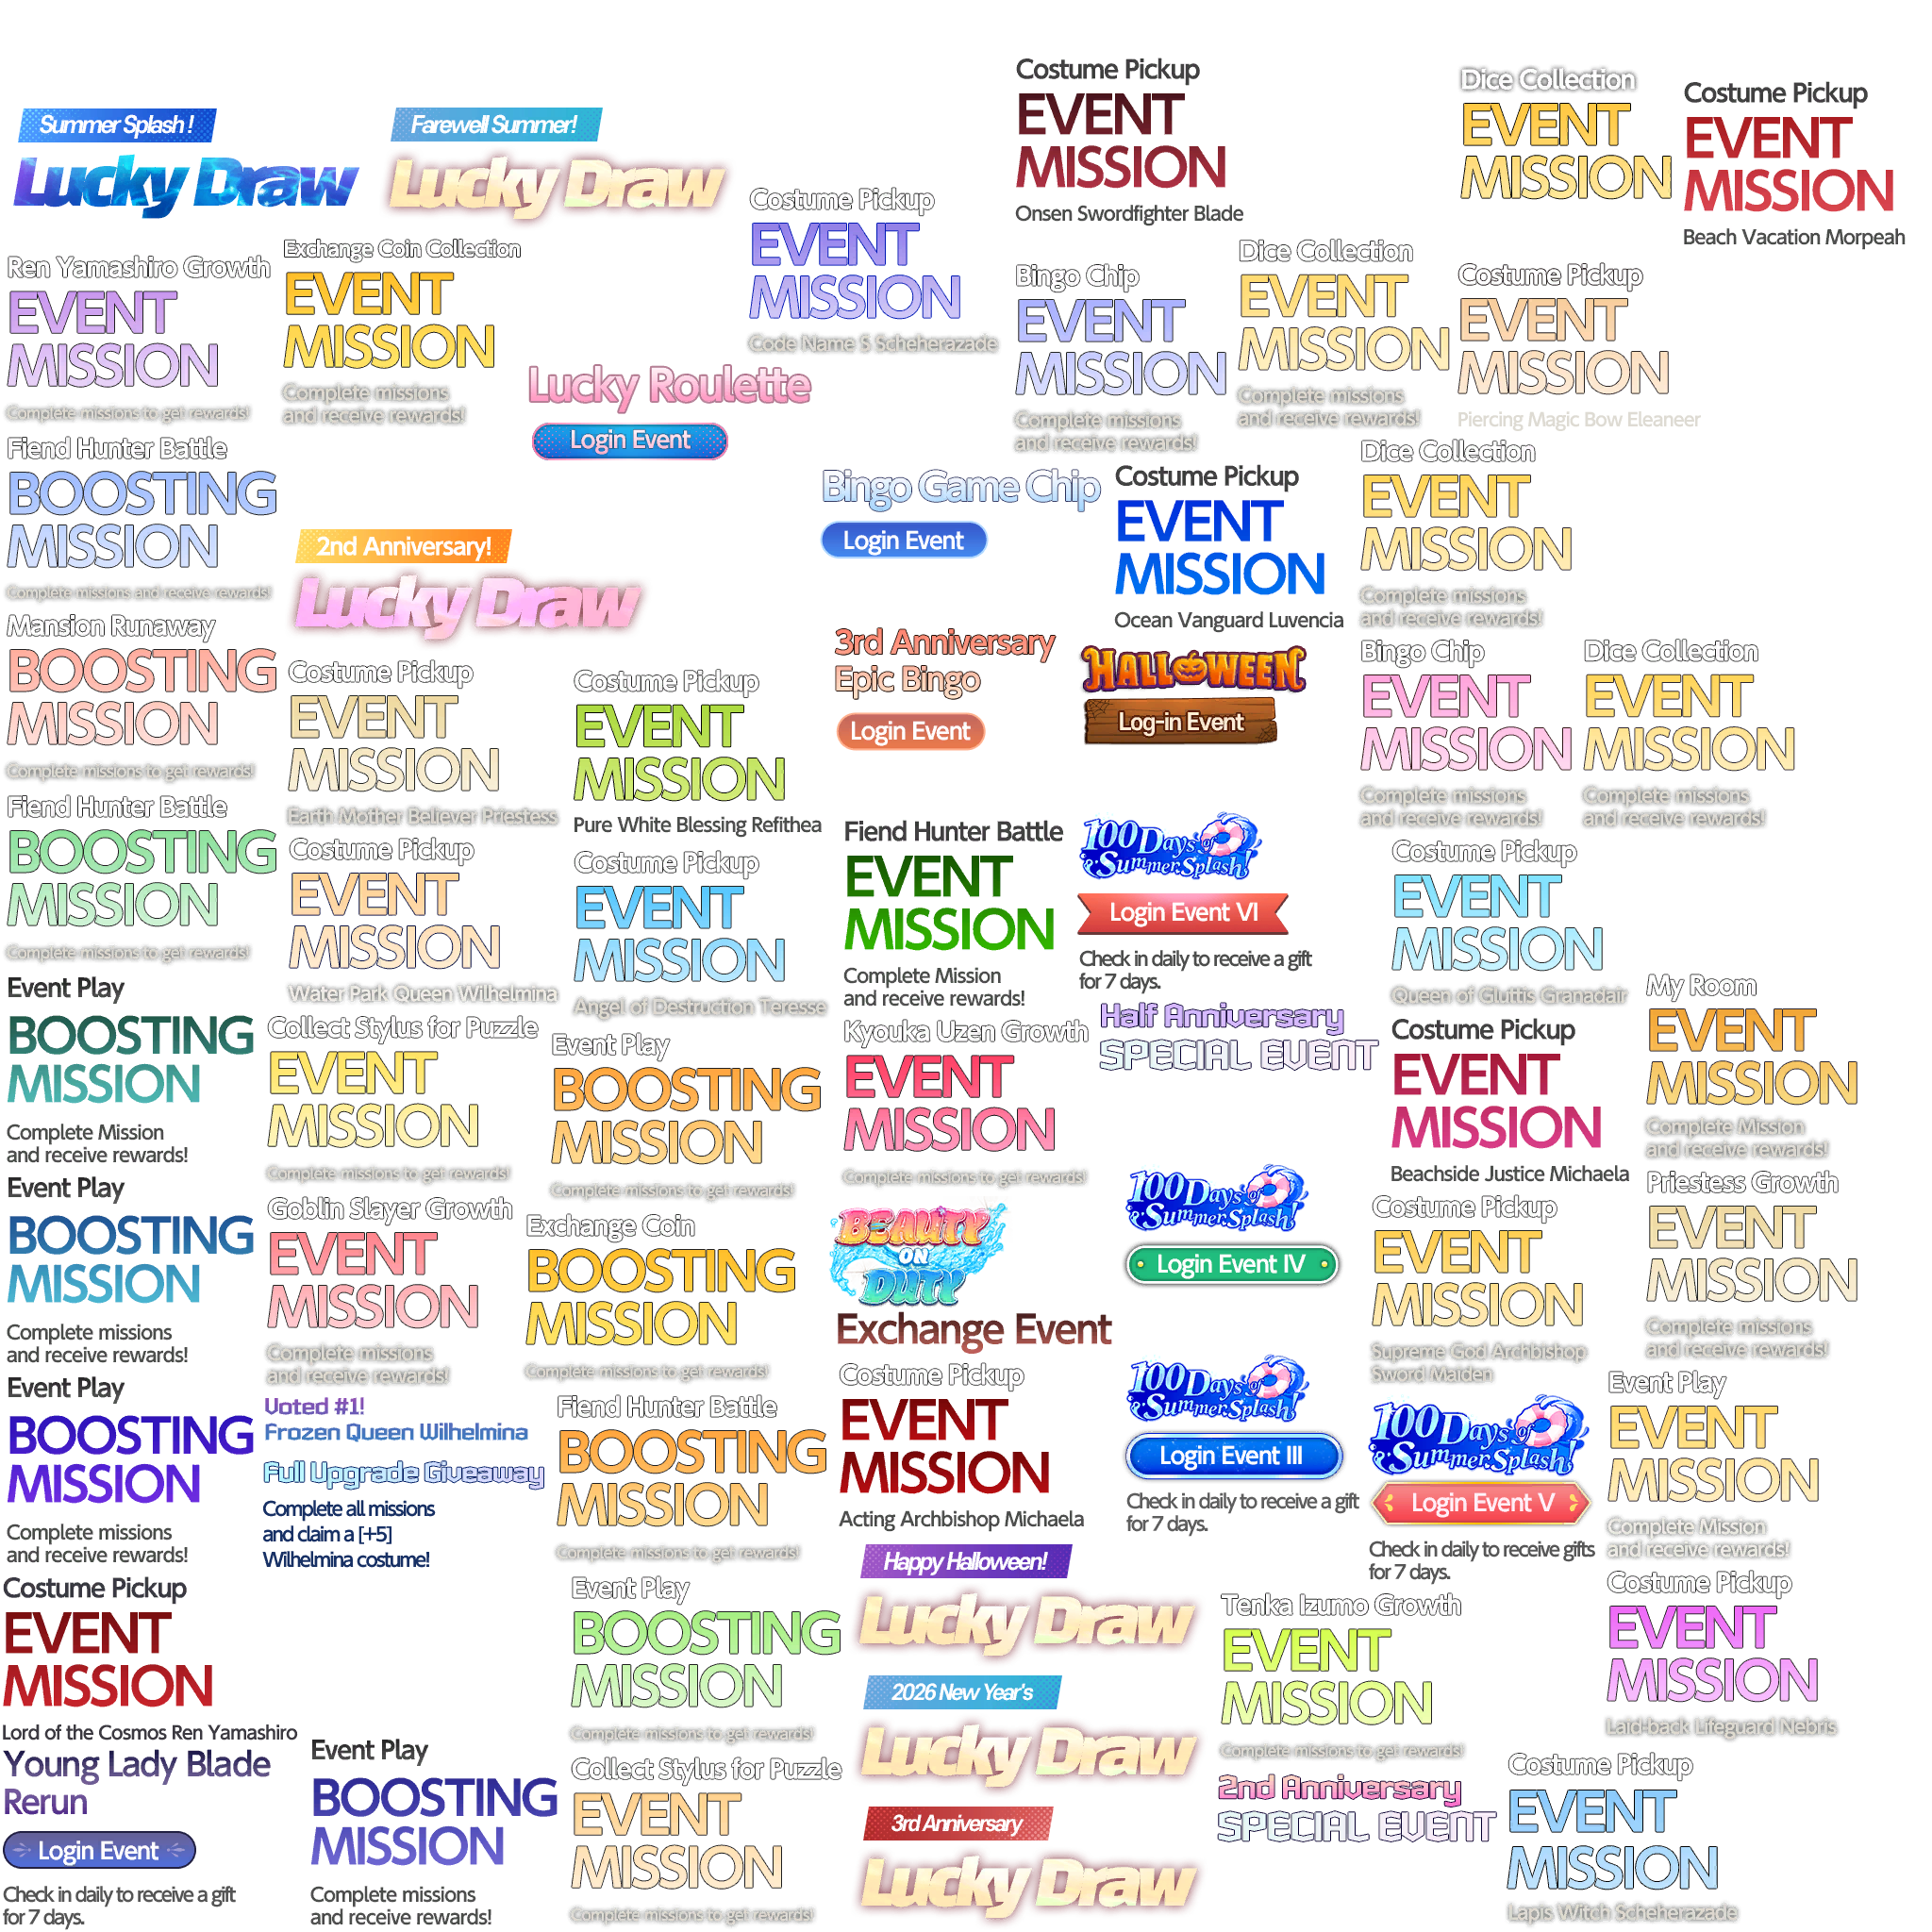 Summer Splash !
Lucky Draw
Farewell Summer!
Lucky Draw
Costume Pickup
EVENT
MISSION
Onsen Swordfighter Blade
Dice Collection
EVENT
MISSION
Costume Pickup
EVENT
MISSION
Beach Vacation Morpeah
Costume Pickup
EVENT
MISSION
Code Name S Scheherazade
Ren Yamashiro Growth
EVENT
MISSION
Complete missions to get rewards!
Exchange Coin Collection
EVENT
MISSION
Complete missions
and receive rewards!
Lucky Roulette
Login Event
Bingo Chip
EVENT
MISSION
Complete missions
and receive rewards!
Dice Collection
EVENT
MISSION
Complete missions
and receive rewards!
Costume Pickup
EVENT
MISSION
Piercing Magic Bow Eleaneer
Fiend Hunter Battle
BOOSTING
MISSION
Complete missions and receive rewards!
2nd Anniversary!
Lucky Draw
Bingo Game Chip
Login Event
Costume Pickup
EVENT
MISSION
Ocean Vanguard Luvencia
Dice Collection
EVENT
MISSION
Complete missions
and receive rewards!
Mansion Runaway
BOOSTING
MISSION
Complete missions to get rewards!
Costume Pickup
EVENT
MISSION
Earth Mother Believer Priestess
Costume Pickup
EVENT
MISSION
Pure White Blessing Refithea
3rd Anniversary
Epic Bingo
Login Event
HALLOWEEN
Log-in Event
Bingo Chip
EVENT
MISSION
Complete missions
and receive rewards!
Dice Collection
EVENT
MISSION
Complete missions
and receive rewards!
Fiend Hunter Battle
BOOSTING
MISSION
Complete missions to get rewards!
Costume Pickup
EVENT
MISSION
Water Park Queen Wilhelmina
Costume Pickup
EVENT
MISSION
Angel of Destruction Teresse
Fiend Hunter Battle
EVENT
MISSION
Complete Mission
and receive rewards!
100 Days of
Summer Splash!
Login Event VI
Check in daily to receive a gift
for 7 days.
Costume Pickup
EVENT
MISSION
Queen of Gluttis Granadair
Event Play
BOOSTING
MISSION
Complete Mission
and receive rewards!
Collect Stylus for Puzzle
EVENT
MISSION
Complete missions to get rewards!
Event Play
BOOSTING
MISSION
Complete missions to get rewards!
Kyouka Uzen Growth
EVENT
MISSION
Complete missions to get rewards!
Half Anniversary
SPECIAL EVENT
Costume Pickup
EVENT
MISSION
Beachside Justice Michaela
My Room
EVENT
MISSION
Complete Mission
and receive rewards!
Event Play
BOOSTING
MISSION
Complete missions
and receive rewards!
Goblin Slayer Growth
EVENT
MISSION
Complete missions
and receive rewards!
Exchange Coin
BOOSTING
MISSION
Complete missions to get rewards!
BEAUTY
ON
DUTY
Exchange Event
100 Days of
Summer Splash!
Login Event IV
Costume Pickup
EVENT
MISSION
Supreme God Archbishop
Sword Maiden
Priestess Growth
EVENT
MISSION
Complete missions
and receive rewards!
Event Play
BOOSTING
MISSION
Complete missions
and receive rewards!
Voted #1!
Frozen Queen Wilhelmina
Full Upgrade Giveaway
Complete all missions
and claim a [+5]
Wilhelmina costume!
Fiend Hunter Battle
BOOSTING
MISSION
Complete missions to get rewards!
Costume Pickup
EVENT
MISSION
Acting Archbishop Michaela
100 Days of
Summer Splash!
Login Event III
Check in daily to receive a gift
for 7 days.
100 Days of
Summer Splash!
Login Event V
Check in daily to receive gifts
for 7 days.
Event Play
EVENT
MISSION
Complete Mission
and receive rewards!
Costume Pickup
EVENT
MISSION
Lord of the Cosmos Ren Yamashiro
Event Play
BOOSTING
MISSION
Complete missions to get rewards!
Happy Halloween!
Lucky Draw
Tenka Izumo Growth
EVENT
MISSION
Complete missions to get rewards!
Costume Pickup
EVENT
MISSION
Laid-back Lifeguard Nebris
Young Lady Blade
Rerun
Login Event
Check in daily to receive a gift
for 7 days.
Event Play
BOOSTING
MISSION
Complete missions
and receive rewards!
Collect Stylus for Puzzle
EVENT
MISSION
Complete missions to get rewards!
2026 New Year's
Lucky Draw
3rd Anniversary
Lucky Draw
2nd Anniversary
SPECIAL EVENT
Costume Pickup
EVENT
MISSION
Lapis Witch Scheherazade